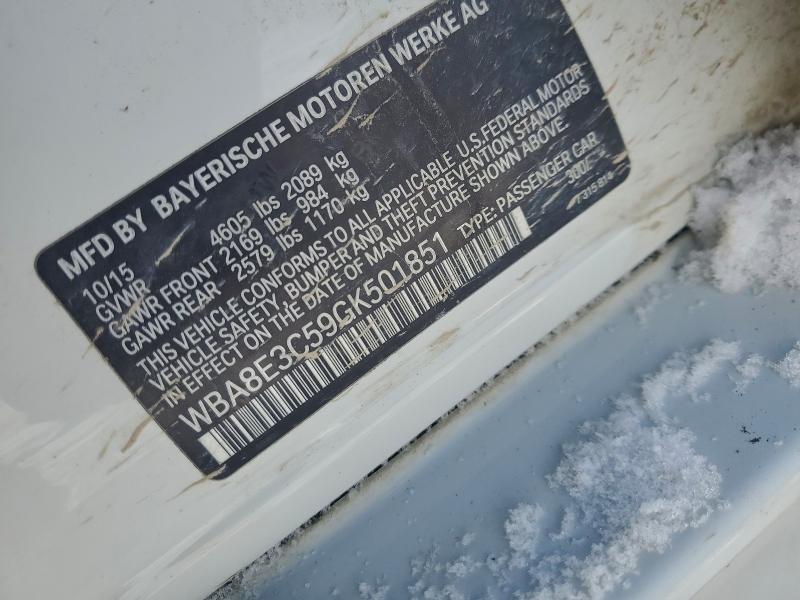 MFD BY BAYERISCHE MOTOREN WERKE AG
10/15
GVWR 4605 lbs 2089 kg
GAWR FRONT 2169 lbs 984 kg
GAWR REAR 2579 lbs 1170 kg
THIS VEHICLE CONFORMS TO ALL APPLICABLE U.S.FEDERAL MOTOR
VEHICLE SAFETY, BUMPER AND THEFT PREVENTION STANDARDS
IN EFFECT ON THE DATE OF MANUFACTURE SHOWN ABOVE.
WBA8E3C59GK501851 TYPE: PASSENGER CAR
300